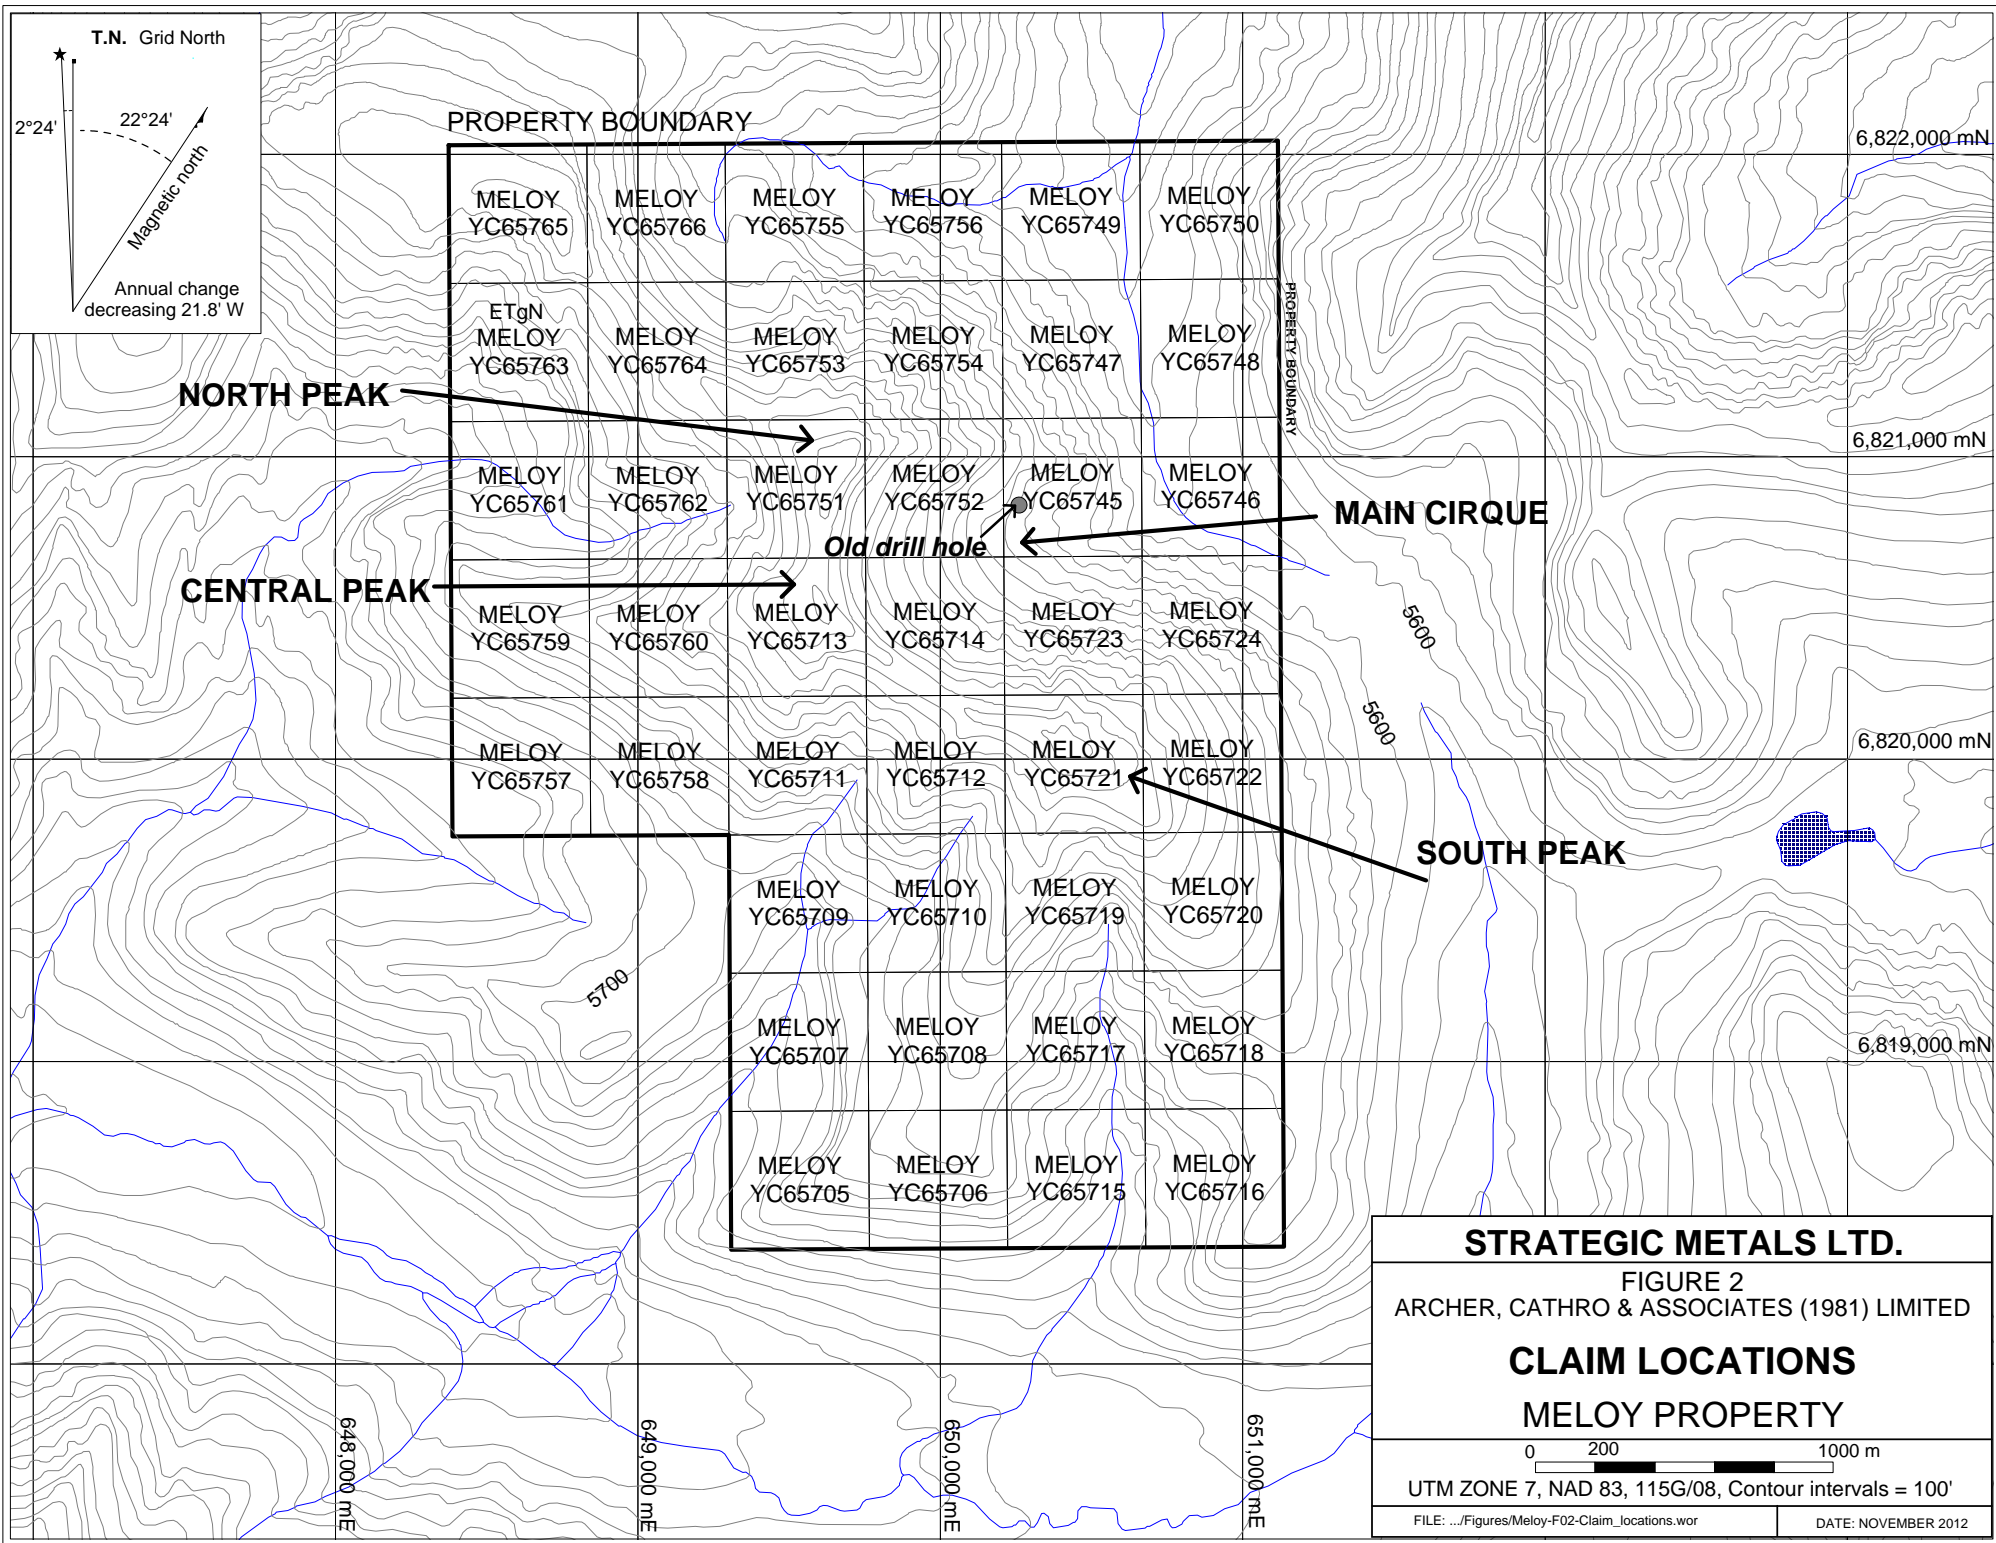 T.N. Grid North
2°24'
22°24'
Magnetic north
Annual change
decreasing 21.8' W
PROPERTY BOUNDARY
6,822,000 mN
MELOY
YC65765
MELOY
YC65766
MELOY
YC65755
MELOY
YC65756
MELOY
YC65749
MELOY
YC65750
PROPERTY BOUNDARY
ETgN
MELOY
YC65763
MELOY
YC65764
MELOY
YC65753
MELOY
YC65754
MELOY
YC65747
MELOY
YC65748
NORTH PEAK
6,821,000 mN
MELOY
YC65761
MELOY
YC65762
MELOY
YC65751
MELOY
YC65752
MELOY
YC65745
MELOY
YC65746
MAIN CIRQUE
Old drill hole
CENTRAL PEAK
MELOY
YC65759
MELOY
YC65760
MELOY
YC65713
MELOY
YC65714
MELOY
YC65723
MELOY
YC65724
5600
5600
6,820,000 mN
MELOY
YC65757
MELOY
YC65758
MELOY
YC65711
MELOY
YC65712
MELOY
YC65721
MELOY
YC65722
SOUTH PEAK
MELOY
YC65709
MELOY
YC65710
MELOY
YC65719
MELOY
YC65720
5700
MELOY
YC65707
MELOY
YC65708
MELOY
YC65717
MELOY
YC65718
6,819,000 mN
MELOY
YC65705
MELOY
YC65706
MELOY
YC65715
MELOY
YC65716
648,000 mE
649,000 mE
650,000 mE
651,000 mE
STRATEGIC METALS LTD.
FIGURE 2
ARCHER, CATHRO & ASSOCIATES (1981) LIMITED
CLAIM LOCATIONS
MELOY PROPERTY
0 200 1000 m
UTM ZONE 7, NAD 83, 115G/08, Contour intervals = 100'
FILE: .../Figures/Meloy-F02-Claim_locations.wor
DATE: NOVEMBER 2012